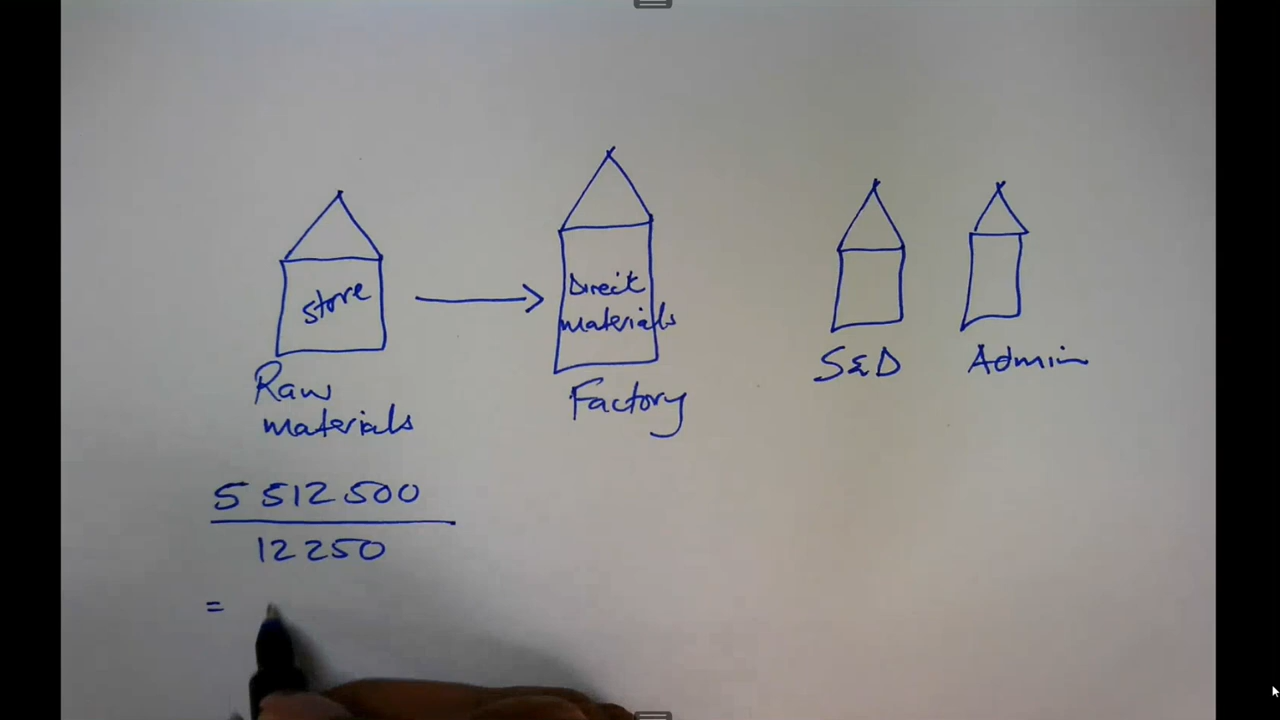 Store
Direct
materials
Raw
materials
Factory
S&D
Admin
5 512 500
12 250
=